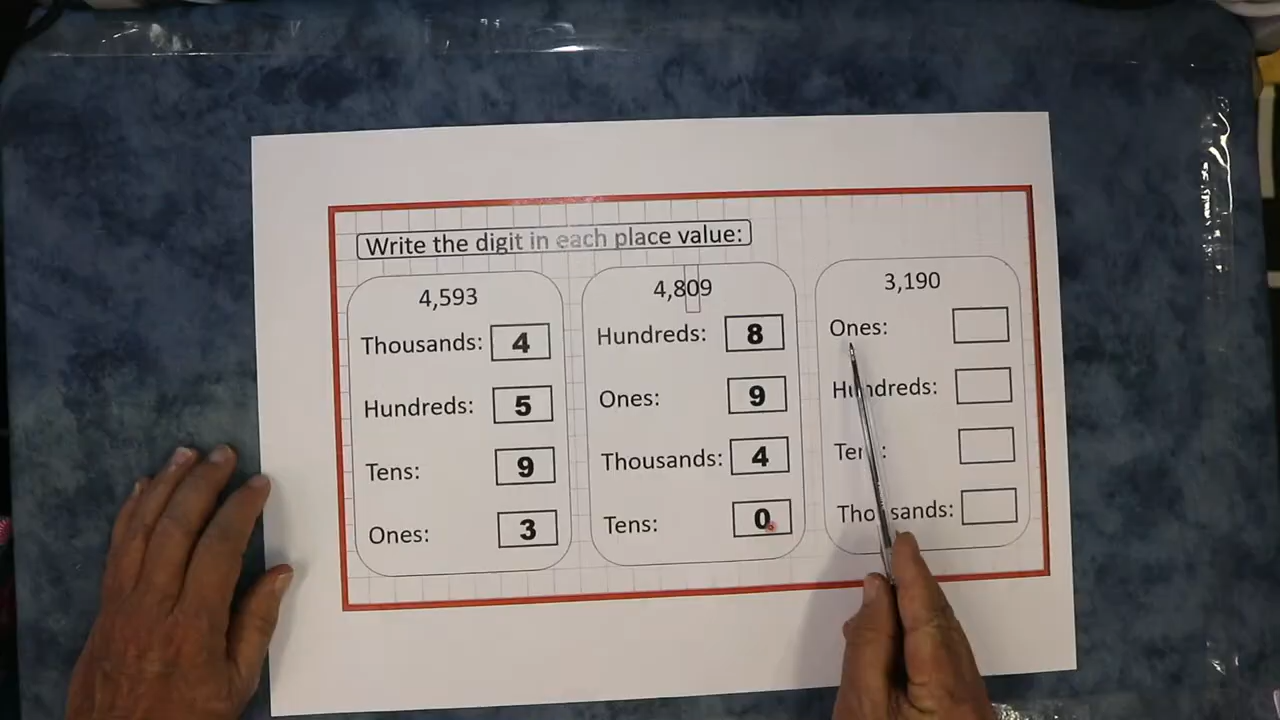 Write the digit in each place value:
4,593
Thousands: 4
Hundreds: 5
Tens: 9
Ones: 3
4,809
Hundreds: 8
Ones: 9
Thousands: 4
Tens: 0
3,190
Ones:
Hundreds:
Tens:
Thousands: